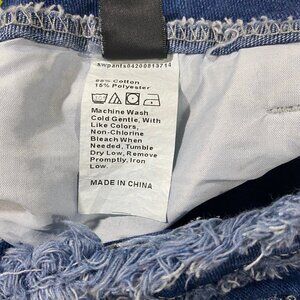 xwpants04200813714
85% Cotton
15% Polyester
Machine Wash
Cold Gentle, With
Like Colors,
Non-Chlorine
Bleach When
Needed, Tumble
Dry Low, Remove
Promptly, Iron
Low.
MADE IN CHINA